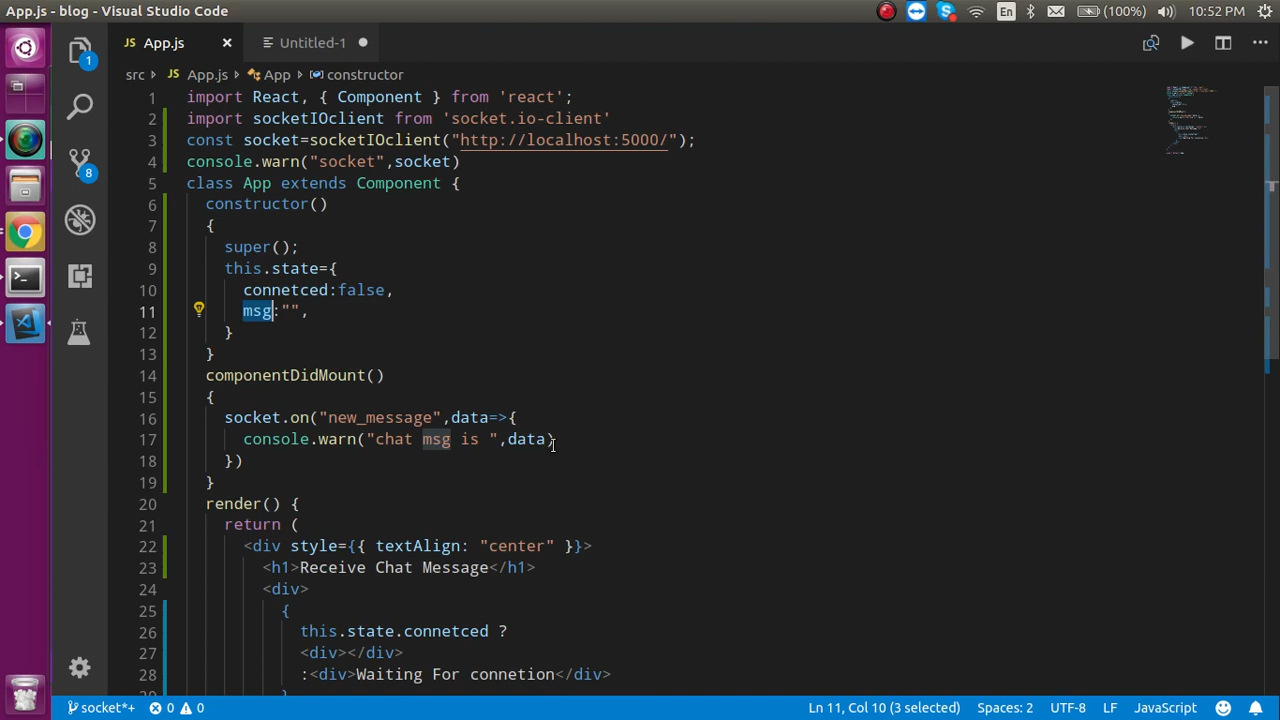 App.js - blog - Visual Studio Code
En
(100%)
10:52 PM
1
8
JS App.js
Untitled-1
src
JS App.js
App
constructor
1 import React, { Component } from 'react';
2 import socketIOclient from 'socket.io-client'
3 const socket=socketIOclient("http://localhost:5000/");
4 console.warn("socket",socket)
5 class App extends Component {
6 constructor()
7 {
8 super();
9 this.state={
10 connetced:false,
11 msg:"",
12 }
13 }
14 componentDidMount()
15 {
16 socket.on("new_message",data=>{
17 console.warn("chat msg is ",data)
18 })
19 }
20 render() {
21 return (
22 <div style={{ textAlign: "center" }}>
23 <h1>Receive Chat Message</h1>
24 <div>
25 {
26 this.state.connetced ?
27 <div></div>
28 :<div>Waiting For connetion</div>
29 }
socket*+
0
0
Ln 11, Col 10 (3 selected)
Spaces: 2
UTF-8
LF
JavaScript